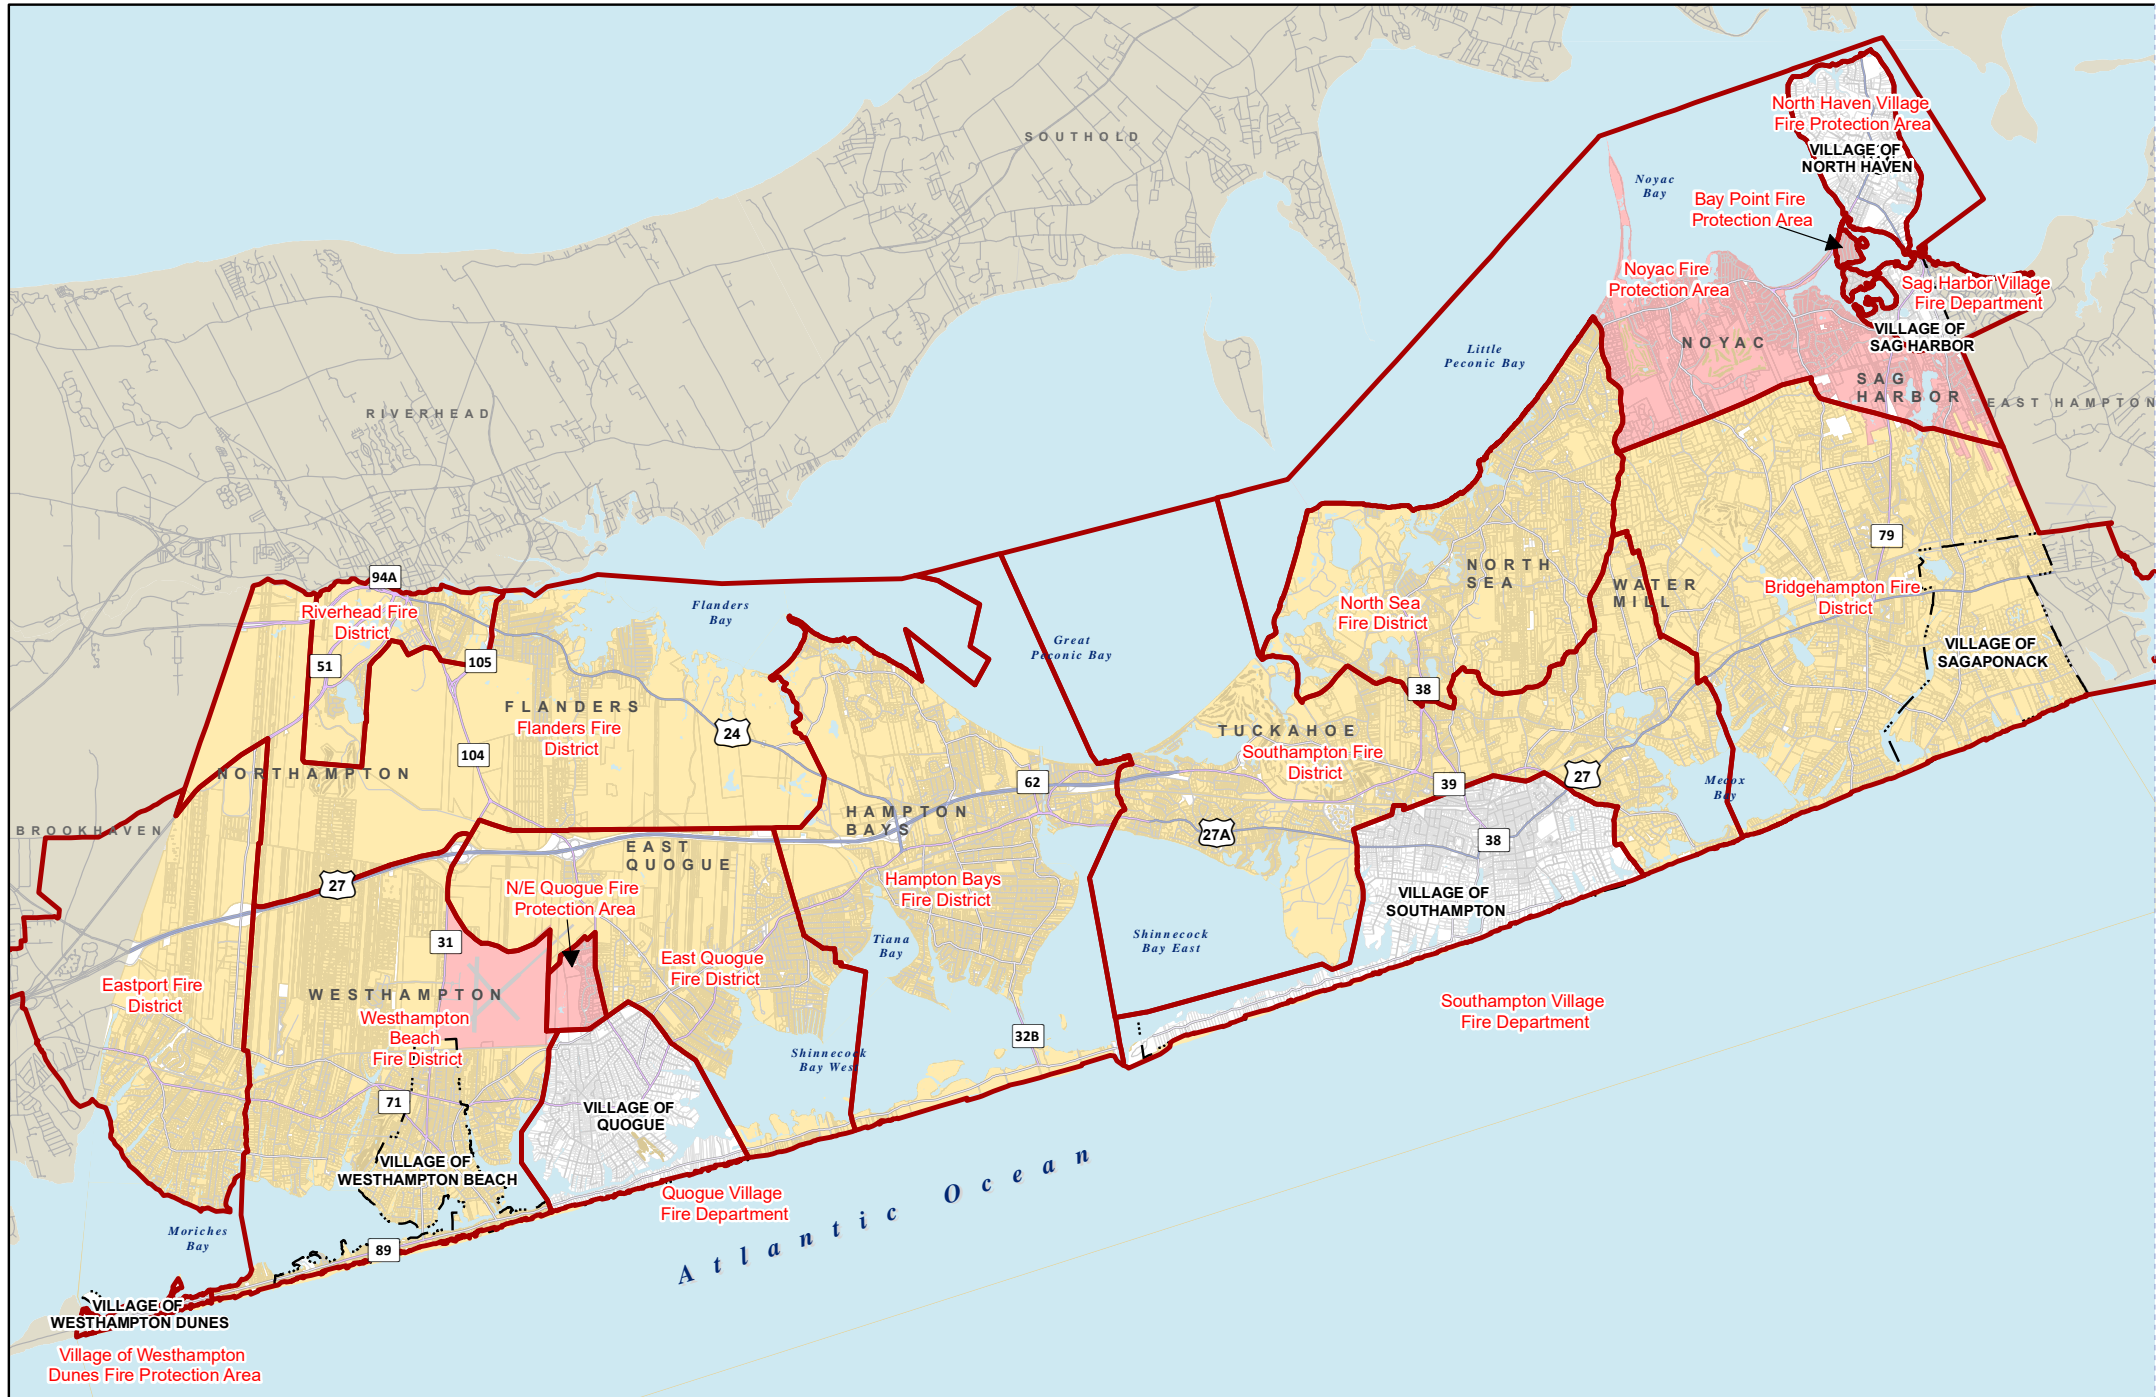 SOUTHOLD
North Haven Village
Fire Protection Area
VILLAGE OF
NORTH HAVEN
Noyac
Bay
Bay Point Fire
Protection Area
Noyac Fire
Protection Area
Sag Harbor Village
Fire Department
VILLAGE OF
SAG HARBOR
NOYAC
SAG
HARBOR
EAST HAMPTON
Little
Peconic Bay
RIVERHEAD
79
94A
Riverhead Fire
District
Flanders
Bay
Great
Peconic Bay
NORTH
SEA
North Sea
Fire District
WATER
MILL
Bridgehampton Fire
District
VILLAGE OF
SAGAPONACK
51
105
38
FLANDERS
Flanders Fire
District
24
TUCKAHOE
Southampton Fire
District
104
NORTHAMPTON
62
39
27
Mecox
Bay
BROOKHAVEN
HAMPTON
BAYS
27A
38
EAST
QUOGUE
27
N/E Quogue Fire
Protection Area
Hampton Bays
Fire District
VILLAGE OF
SOUTHAMPTON
31
Tiana
Bay
Shinnecock
Bay East
East Quogue
Fire District
Eastport Fire
District
WESTHAMPTON
Westhampton
Beach
Fire District
Southampton Village
Fire Department
32B
Shinnecock
Bay West
71
VILLAGE OF
QUOGUE
VILLAGE OF
WESTHAMPTON BEACH
Quogue Village
Fire Department
Atlantic Ocean
Moriches
Bay
89
VILLAGE OF
WESTHAMPTON DUNES
Village of Westhampton
Dunes Fire Protection Area